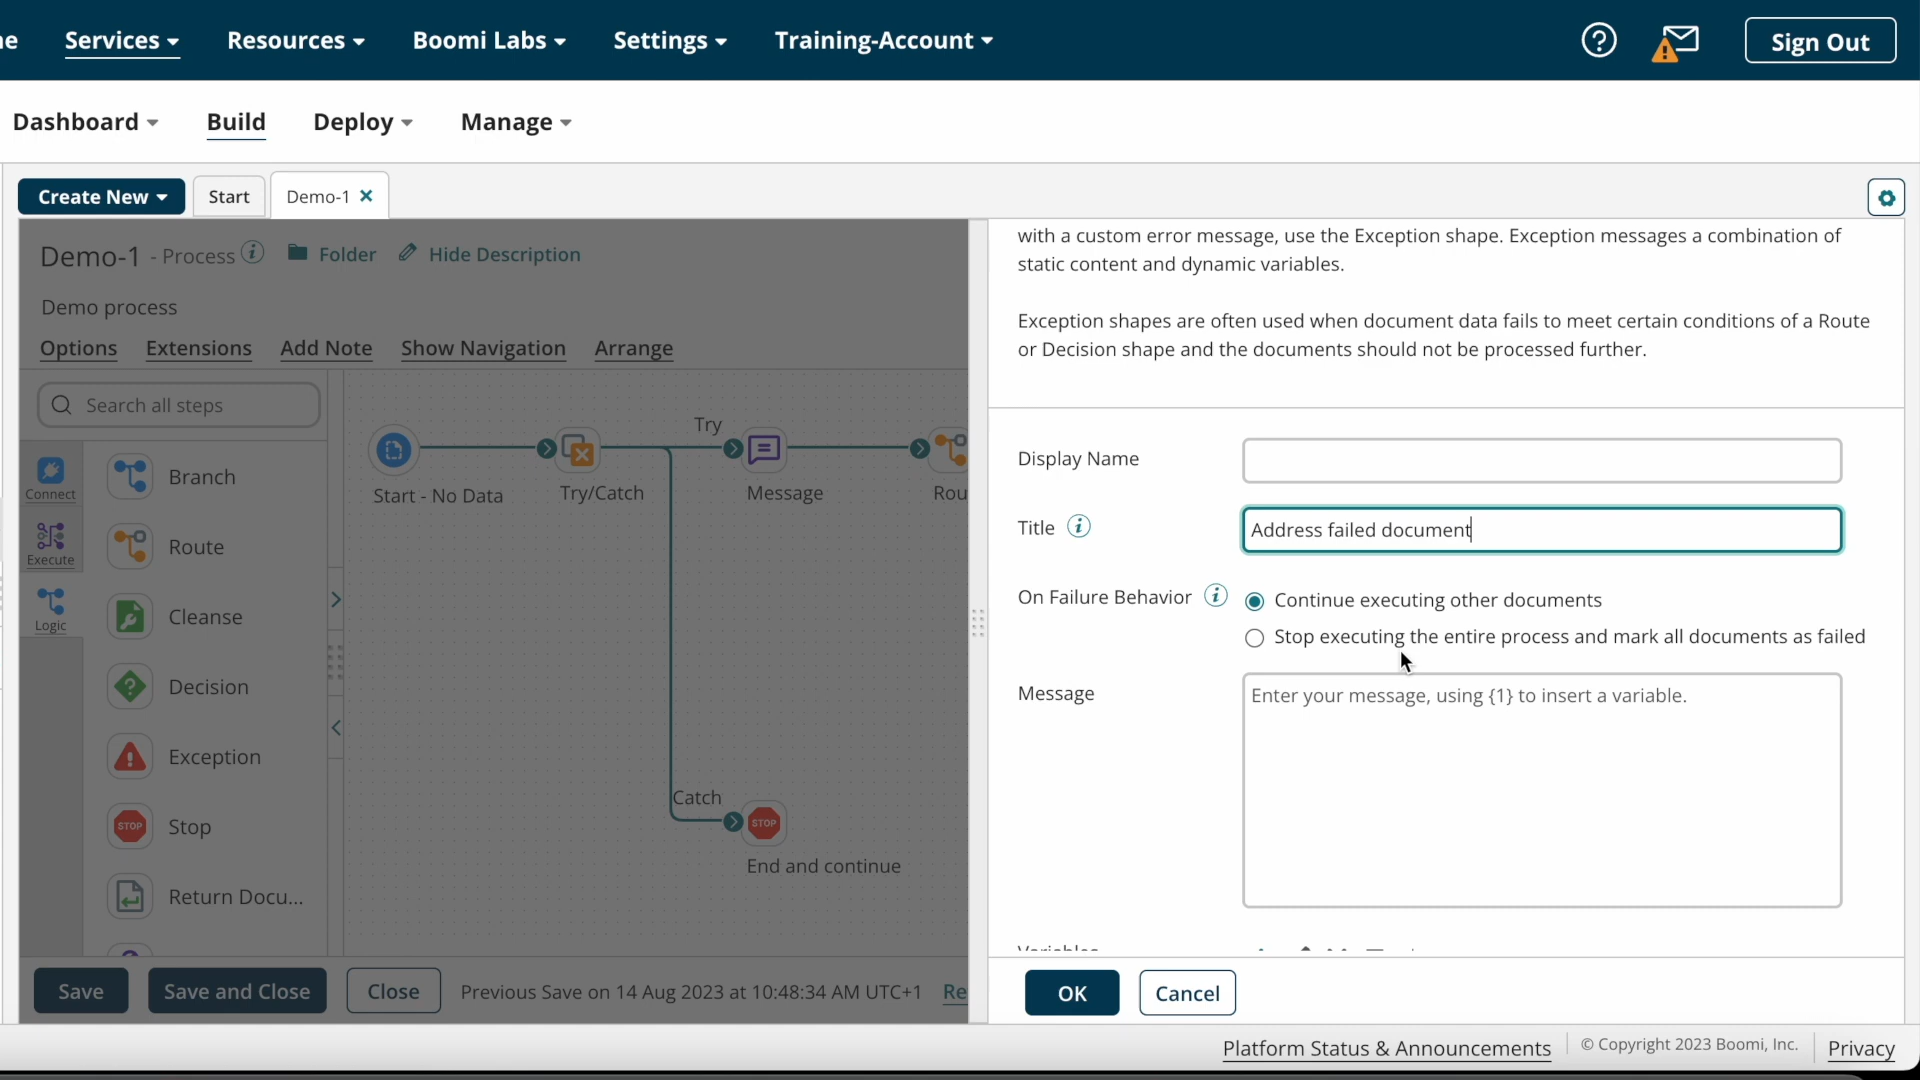 Services
Resources
Boomi Labs
Settings
Training-Account
Sign Out
Dashboard
Build
Deploy
Manage
Create New
Start
Demo-1
Demo-1 - Process
Folder
Hide Description
Demo process
Options
Extensions
Add Note
Show Navigation
Arrange
Search all steps
Connect
Execute
Logic
Branch
Route
Cleanse
Decision
Exception
STOP
Stop
Return Docu...
Start - No Data
Try/Catch
Try
Message
Rou
Catch
STOP
End and continue
Save
Save and Close
Close
Previous Save on 14 Aug 2023 at 10:48:34 AM UTC+1
Re
with a custom error message, use the Exception shape. Exception messages a combination of
static content and dynamic variables.
Exception shapes are often used when document data fails to meet certain conditions of a Route
or Decision shape and the documents should not be processed further.
Display Name
Title
Address failed document
On Failure Behavior
Continue executing other documents
Stop executing the entire process and mark all documents as failed
Message
Enter your message, using {1} to insert a variable.
OK
Cancel
Platform Status & Announcements
© Copyright 2023 Boomi, Inc.
Privacy